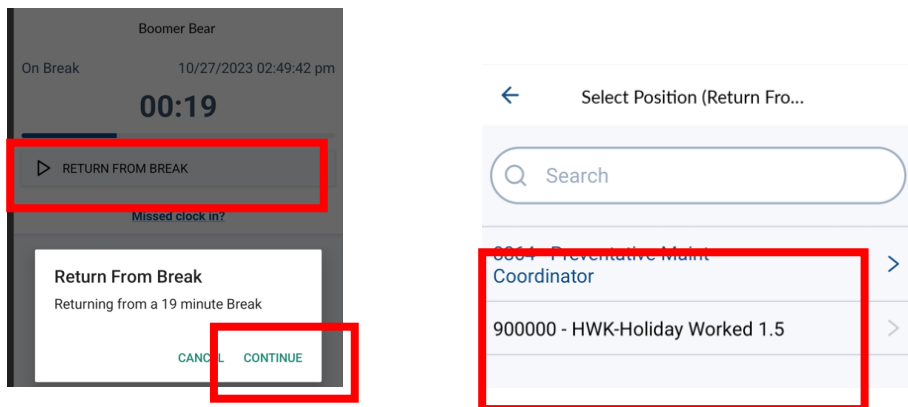 Boomer Bear
On Break 10/27/2023 02:49:42 pm
00:19
RETURN FROM BREAK
Missed clock in?
Return From Break
Returning from a 19 minute Break
CANCEL CONTINUE
Select Position (Return Fro...
Search
Preventative Maint
Coordinator
900000 - HWK-Holiday Worked 1.5